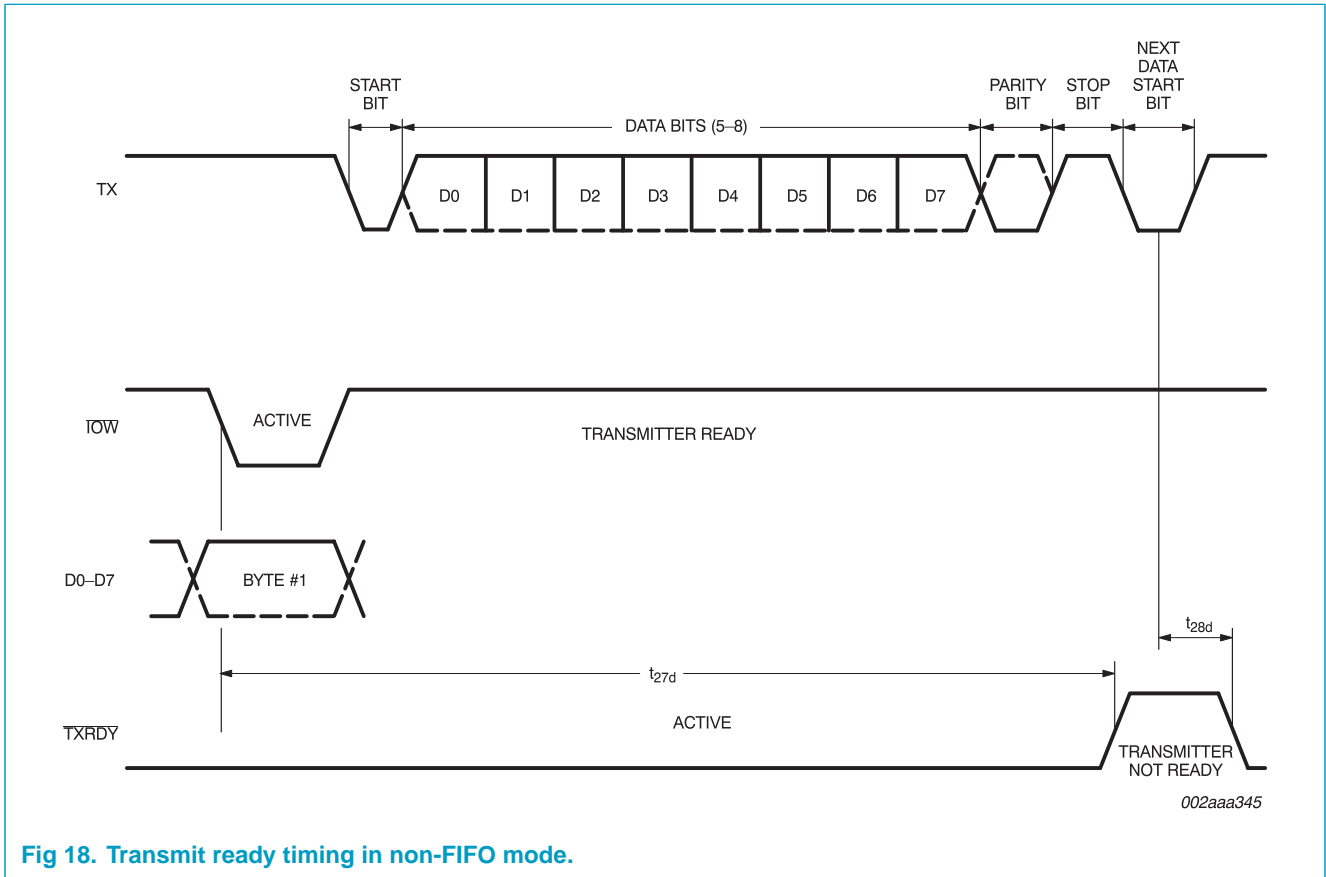 START
BIT
DATA BITS (5–8)
PARITY
BIT
STOP
BIT
NEXT
DATA
START
BIT
TX
D0
D1
D2
D3
D4
D5
D6
D7
IOW
ACTIVE
TRANSMITTER READY
D0–D7
BYTE #1
t28d
t27d
TXRDY
ACTIVE
TRANSMITTER
NOT READY
002aaa345
Fig 18. Transmit ready timing in non-FIFO mode.